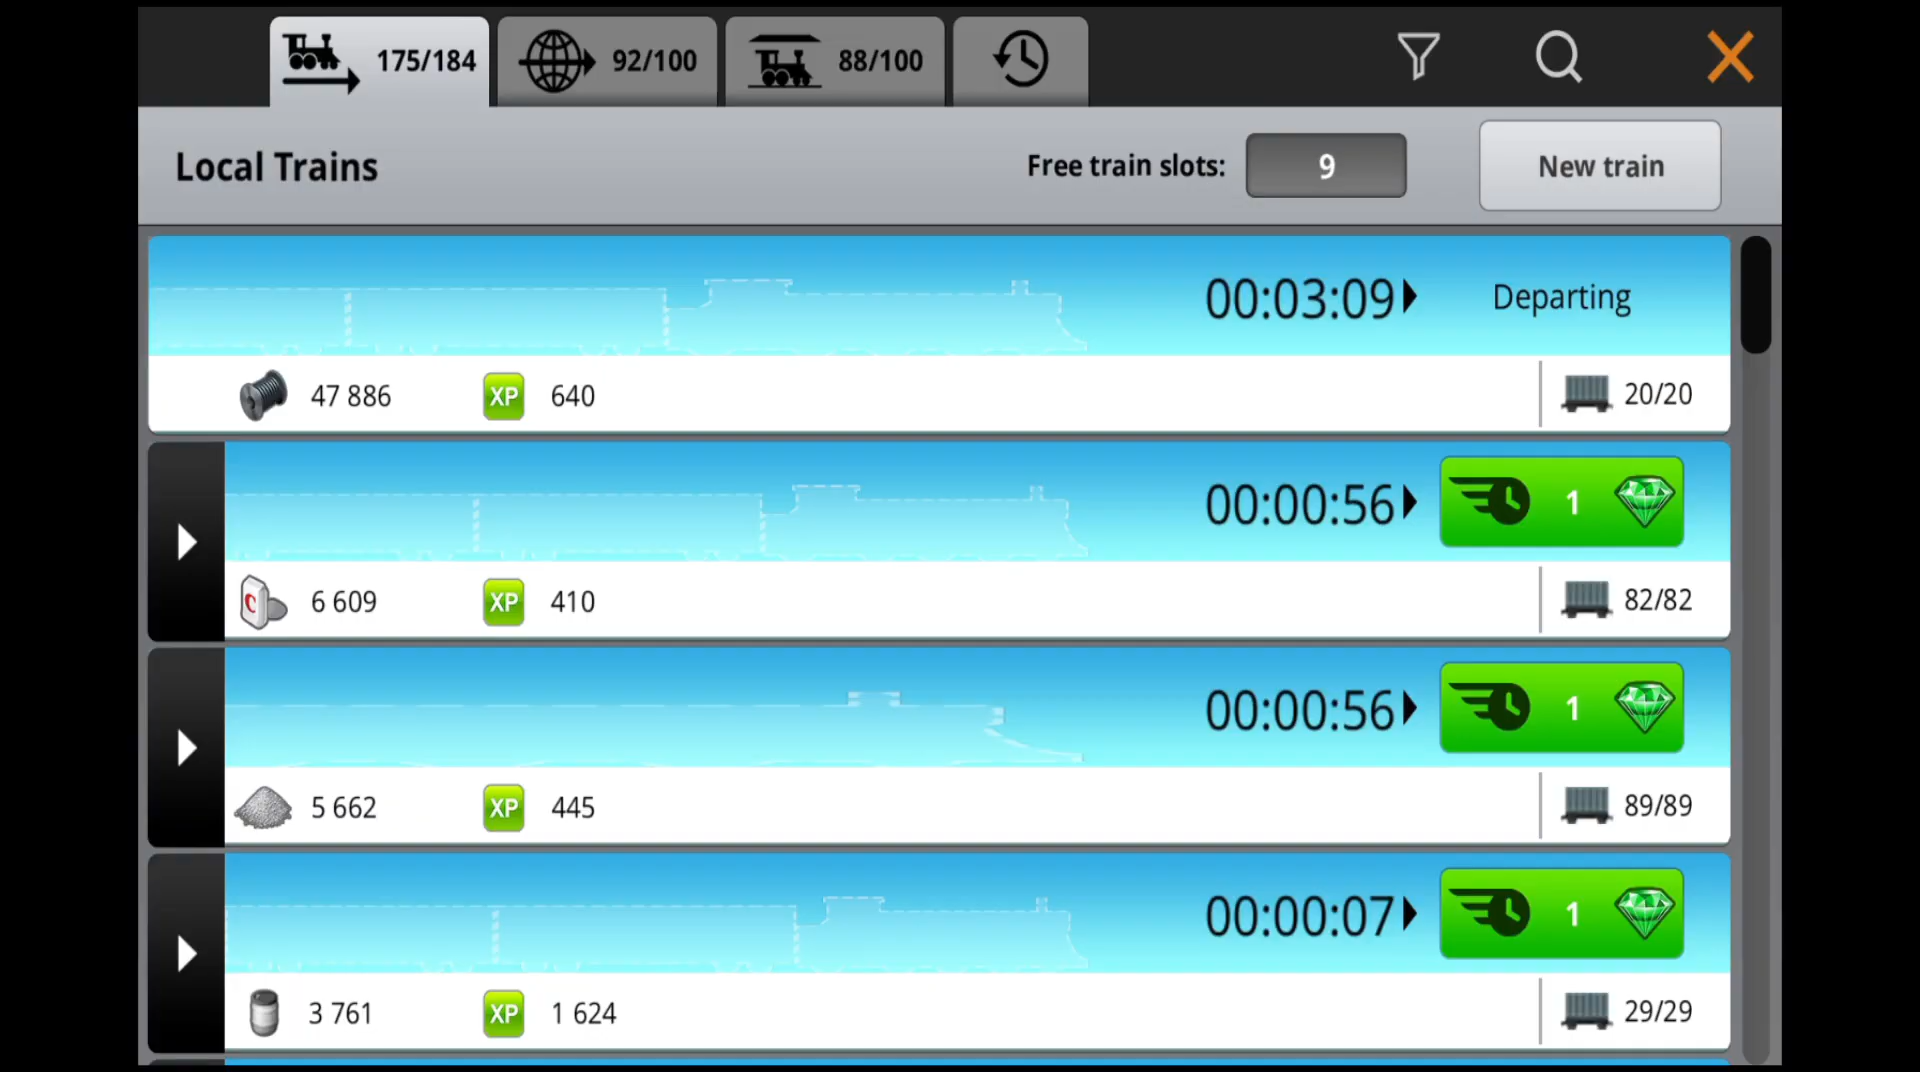 175/184
92/100
88/100
Local Trains
Free train slots:
9
New train
00:03:09
Departing
47 886
XP
640
20/20
00:00:56
1
6 609
XP
410
82/82
00:00:56
1
5 662
XP
445
89/89
00:00:07
1
3 761
XP
1 624
29/29